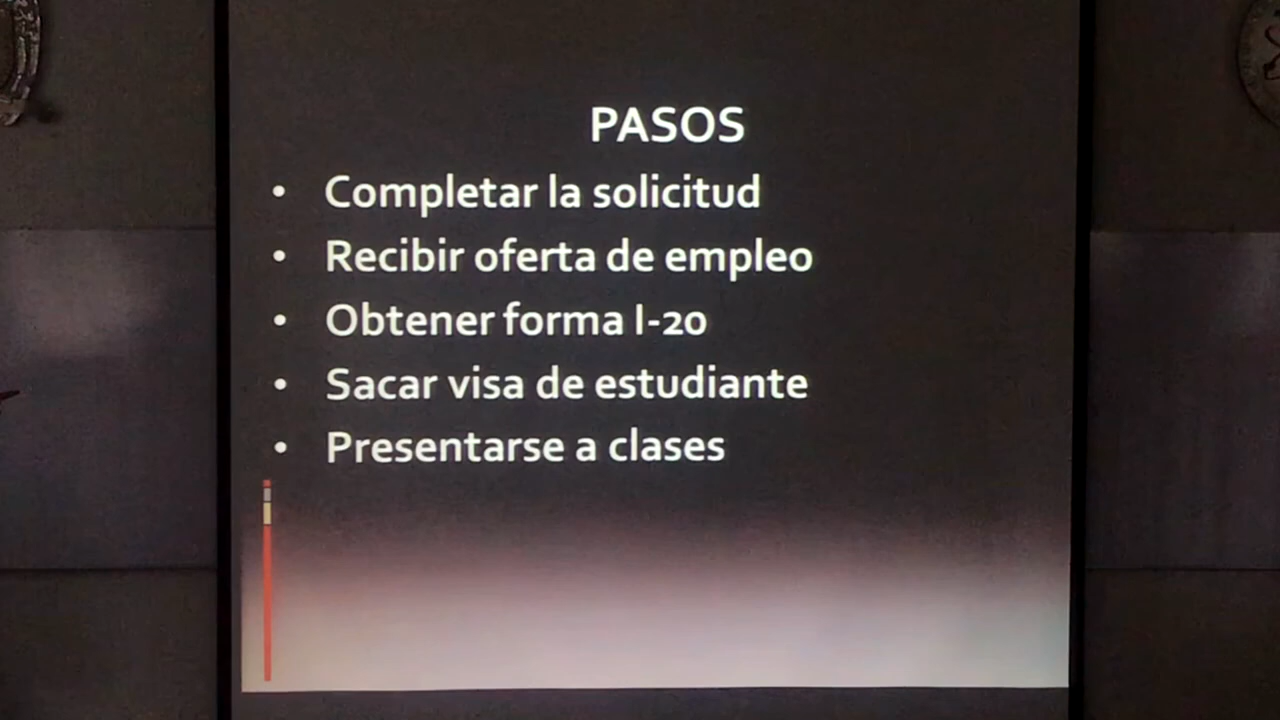 PASOS
• Completar la solicitud
• Recibir oferta de empleo
• Obtener forma I-20
• Sacar visa de estudiante
• Presentarse a clases